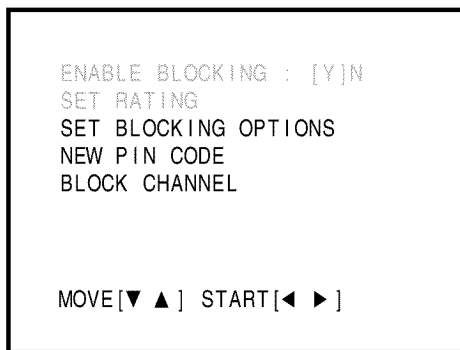 ENABLE BLOCKING : [Y]N
SET RATING
SET BLOCKING OPTIONS
NEW PIN CODE
BLOCK CHANNEL
MOVE[▼ ▲] START[◀ ▶]